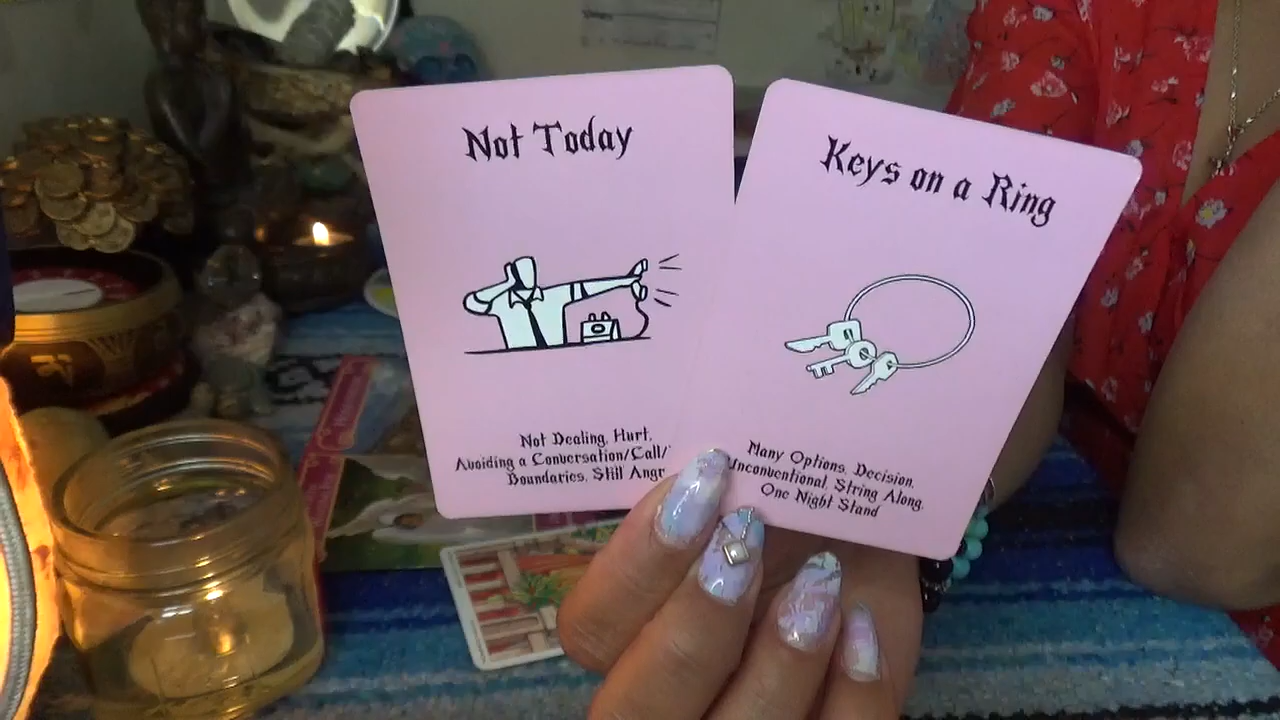 Not Today
Not Dealing, Hurt,
Avoiding a Conversation/Call/
Boundaries, Still Angr
Keys on a Ring
Many Options, Decision,
Unconventional, String Along,
One Night Stand